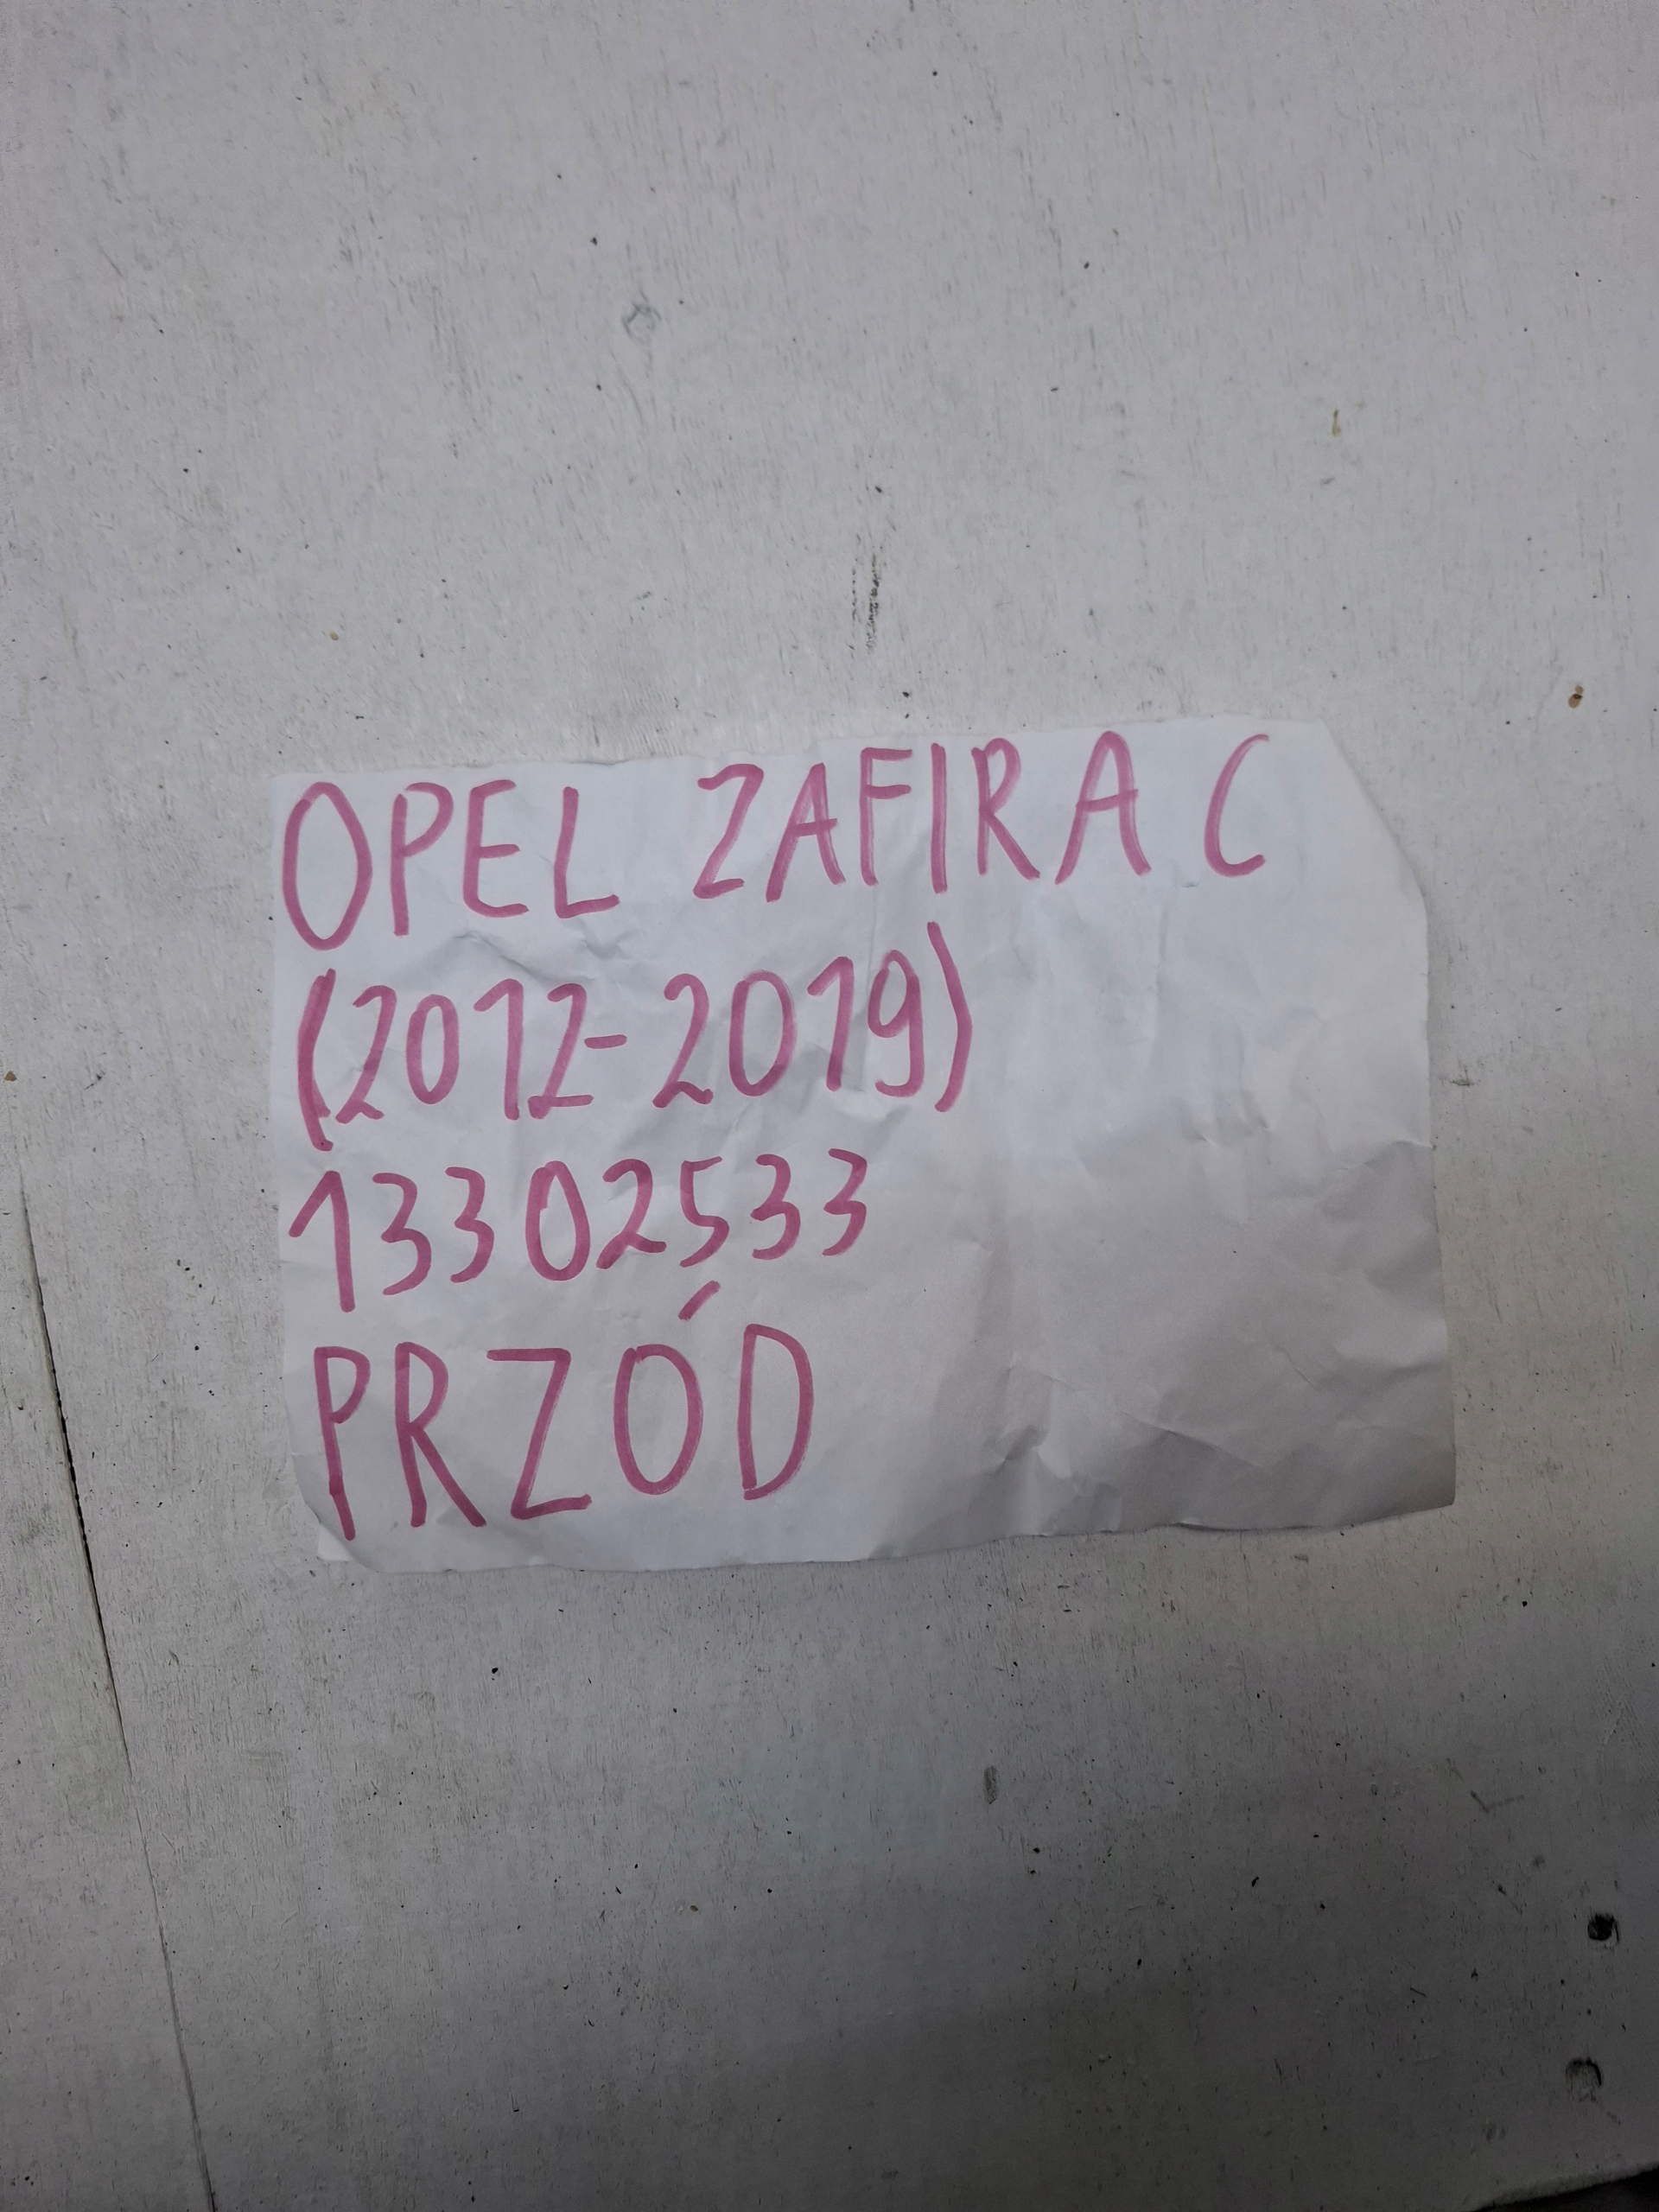 OPEL ZAFIRA C
(2012-2019)
13302533
PRZÓD